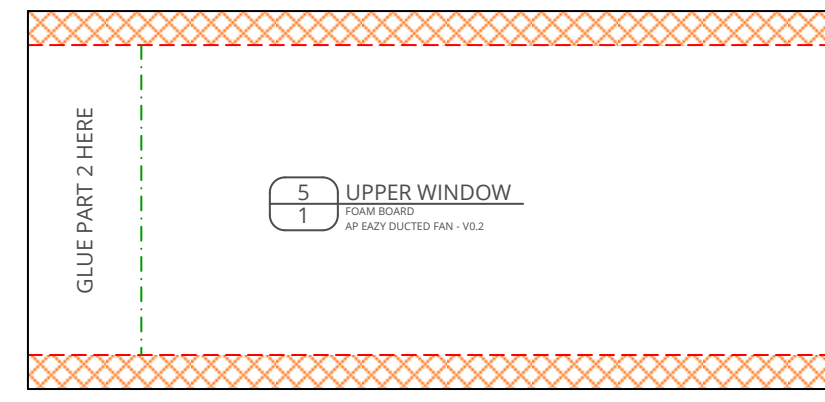 GLUE PART 2 HERE
5
1
UPPER WINDOW
FOAM BOARD
AP EAZY DUCTED FAN - V0.2